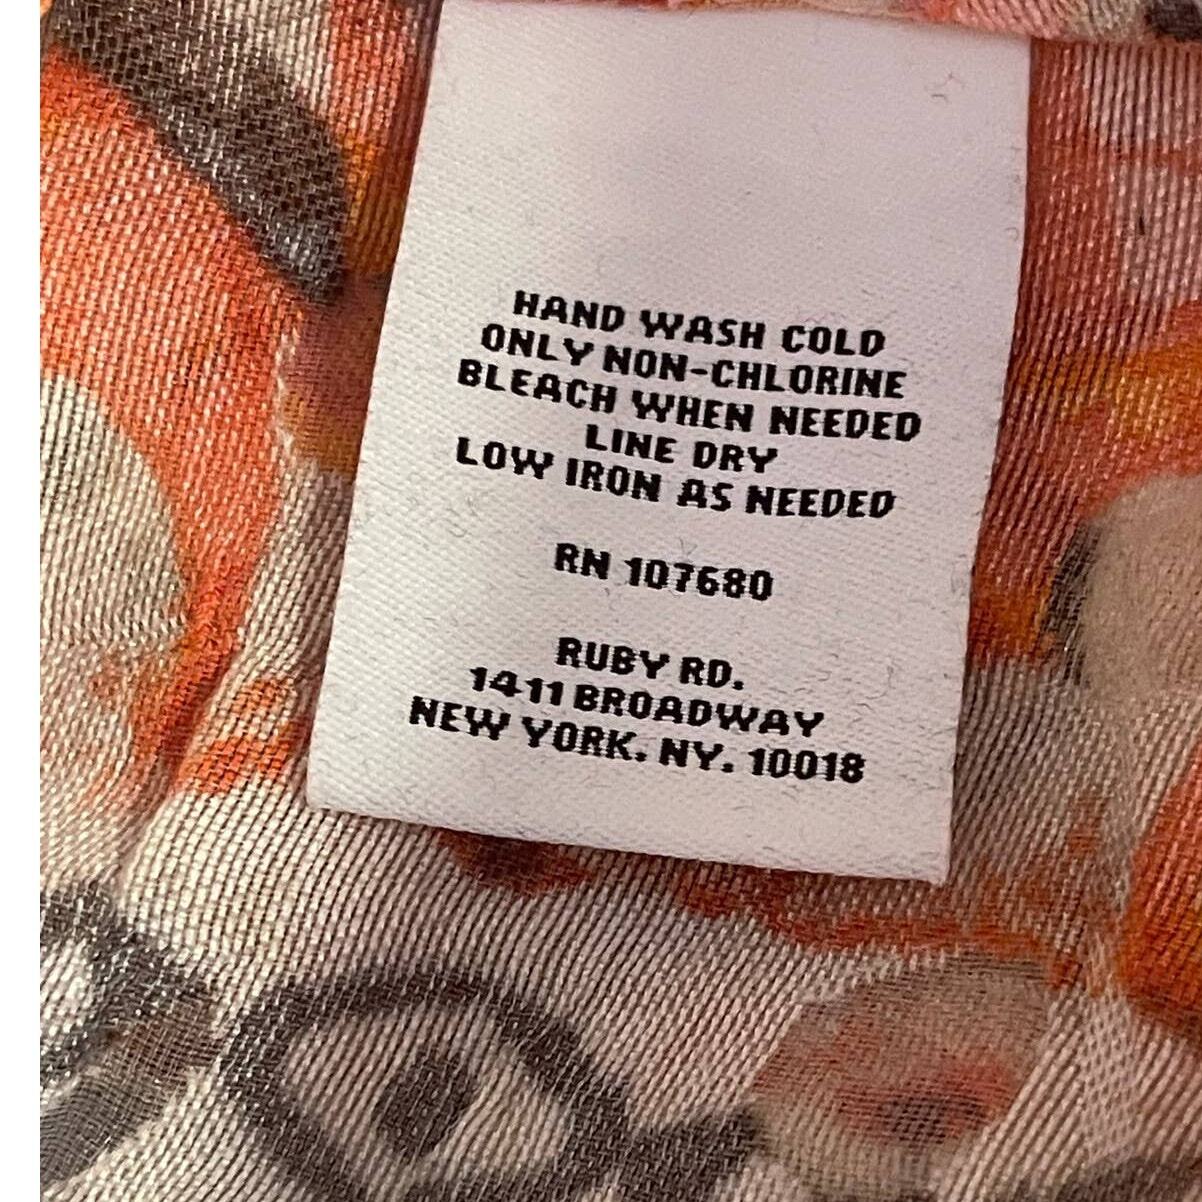 HAND WASH COLD
ONLY NON-CHLORINE
BLEACH WHEN NEEDED
LINE DRY
LOW IRON AS NEEDED
RN 107680
RUBY RD.
1411 BROADWAY
NEW YORK. NY. 10018